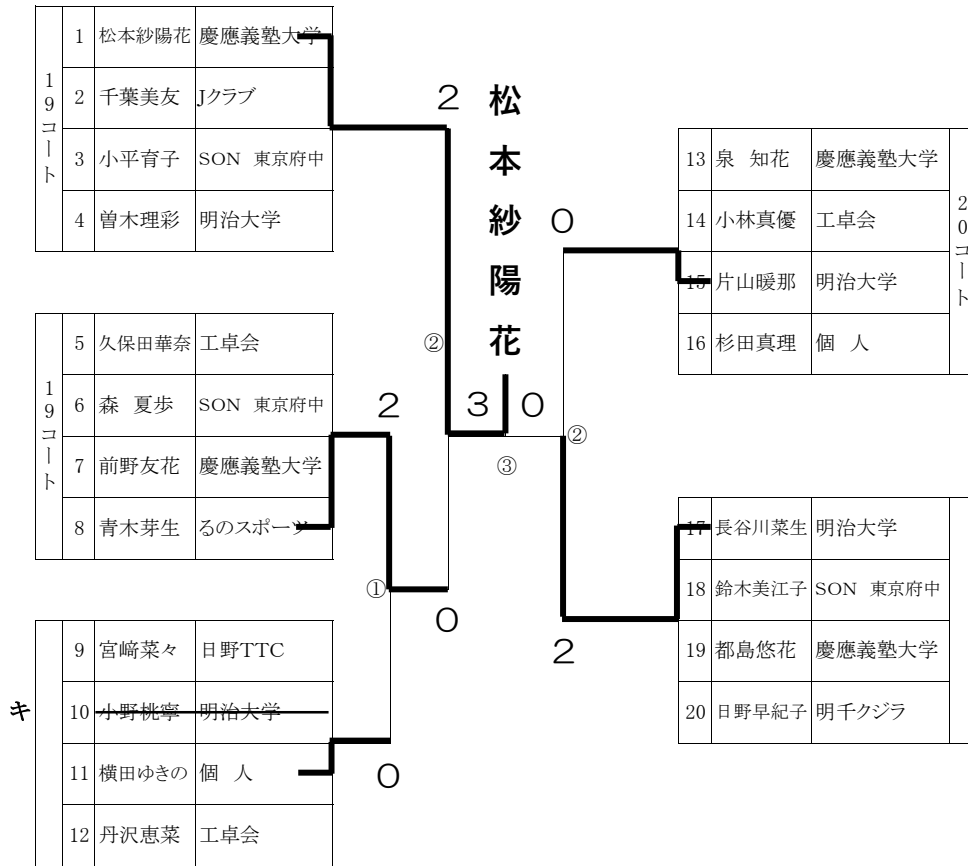 19コート
1 松本紗陽花 慶應義塾大学
2 千葉美友 Jクラブ
3 小平育子 SON 東京府中
4 曽木理彩 明治大学
19コート
5 久保田華奈 工卓会
6 森 夏歩 SON 東京府中
7 前野友花 慶應義塾大学
8 青木芽生 るのスポーツ
キ
9 宮﨑菜々 日野TTC
10 小野桃寧 明治大学
11 横田ゆきの 個 人
12 丹沢恵菜 工卓会
2
②
2
①
0
0
松本紗陽花
3
0
③
0
②
2
20コート
13 泉 知花 慶應義塾大学
14 小林真優 工卓会
15 片山暖那 明治大学
16 杉田真理 個 人
17 長谷川菜生 明治大学
18 鈴木美江子 SON 東京府中
19 都島悠花 慶應義塾大学
20 日野早紀子 明千クジラ